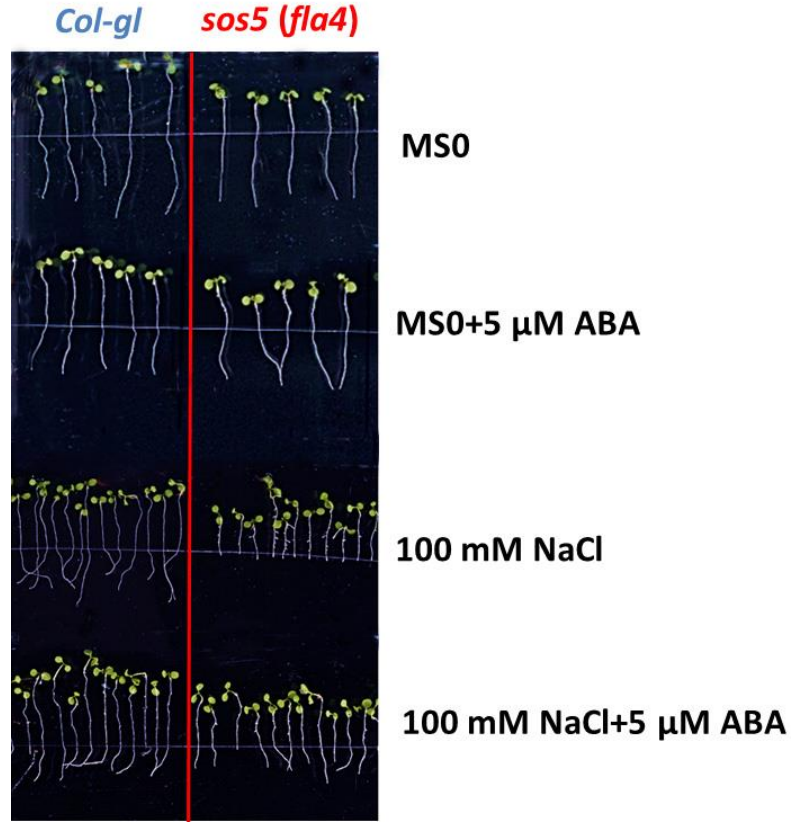 Col-gl sos5 (fla4)
MS0
MS0+5 μM ABA
100 mM NaCl
100 mM NaCl+5 μM ABA